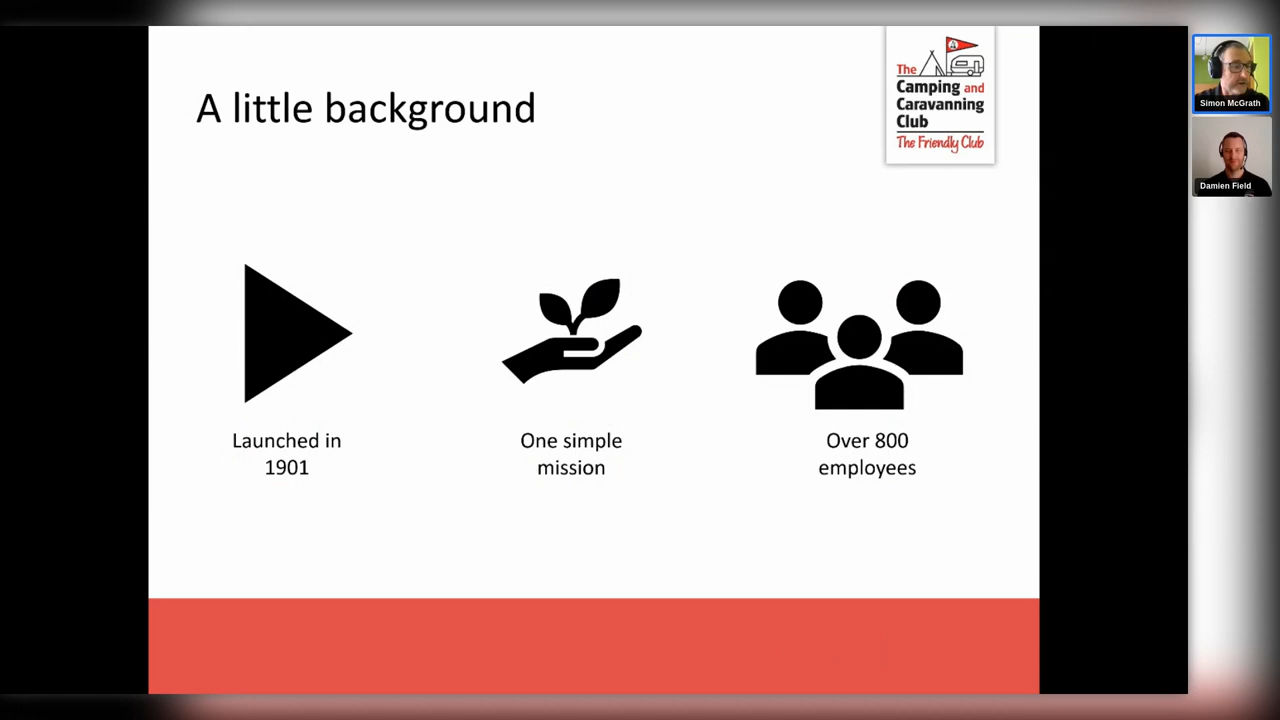 A little background
The
Camping and
Caravanning
Club
The Friendly Club
Launched in
1901
One simple
mission
Over 800
employees
Simon McGrath
Damien Field